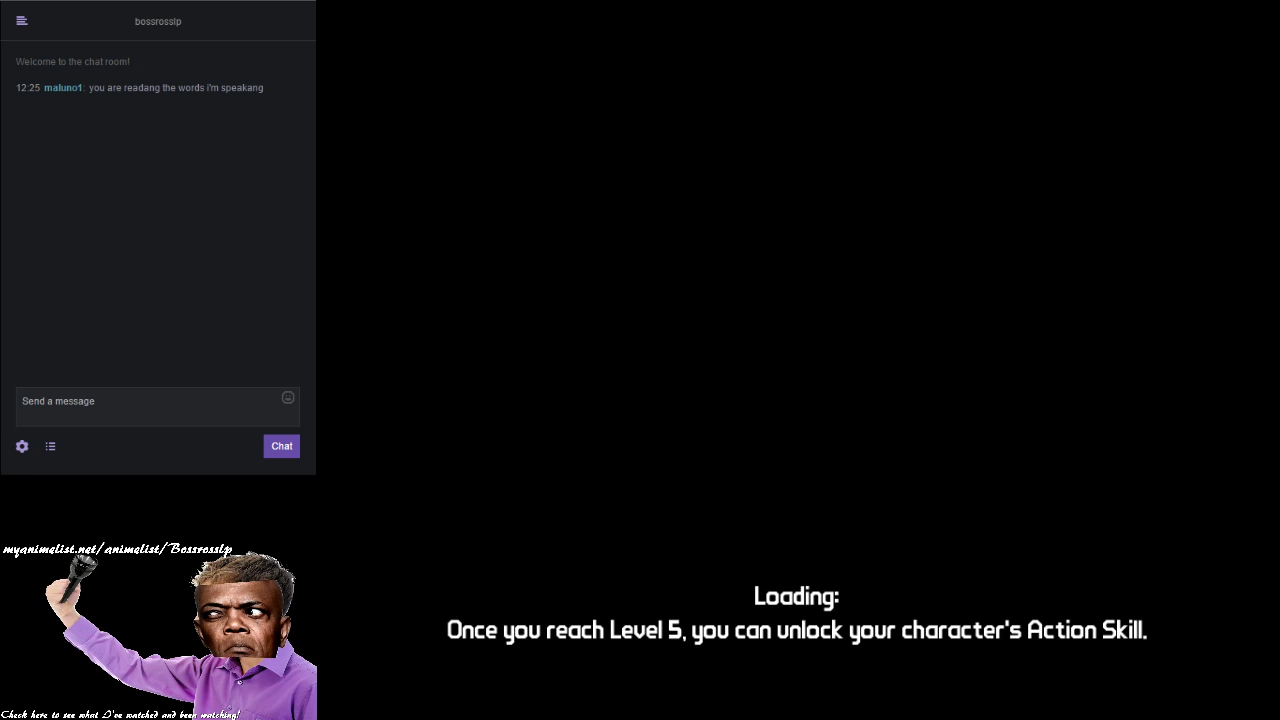 bossrosslp
Welcome to the chat room!
12:25 maluno1: you are readang the words i'm speakang
Send a message
Chat
myanimelist.net/animelist/Bossrosslp
Check here to see what I've watched and been watching!
Loading:
Once you reach Level 5, you can unlock your character's Action Skill.